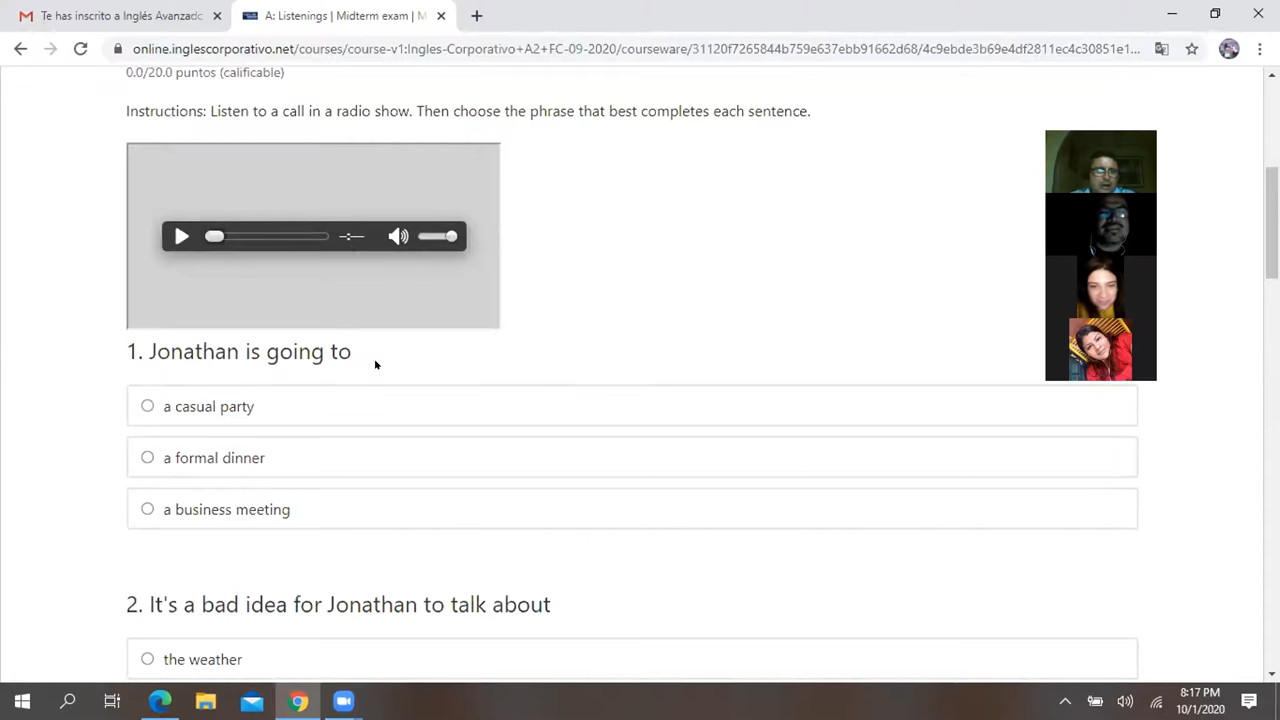 Te has inscrito a Inglés Avanzado
A: Listenings | Midterm exam | M
online.inglescorporativo.net/courses/course-v1:Ingles-Corporativo+A2+FC-09-2020/courseware/31120f7265844b759e637ebb91662d68/4c9ebde3b69e4df2811ec4c30851e1...
0.0/20.0 puntos (calificable)
Instructions: Listen to a call in a radio show. Then choose the phrase that best completes each sentence.
1. Jonathan is going to
a casual party
a formal dinner
a business meeting
2. It's a bad idea for Jonathan to talk about
the weather
8:17 PM
10/1/2020